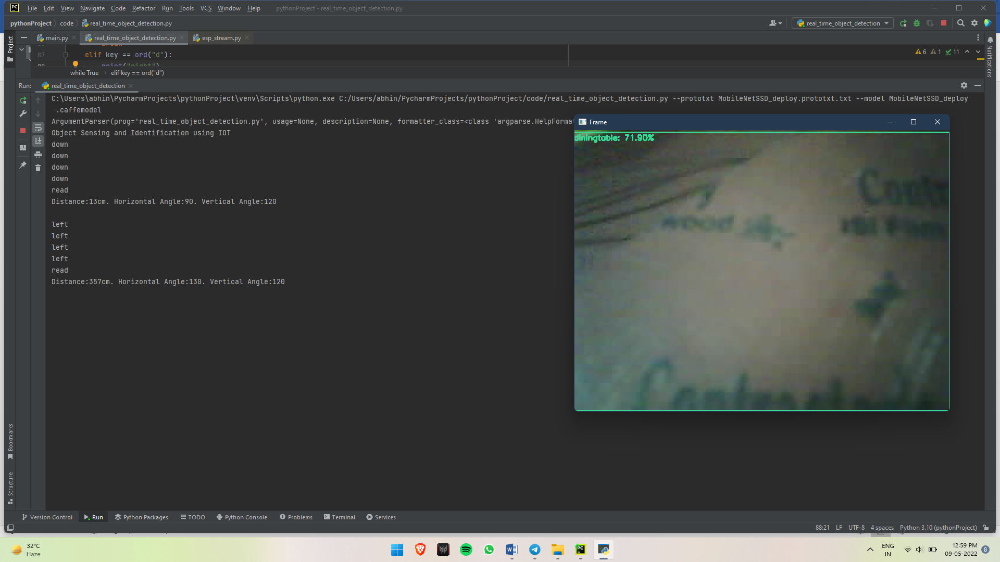 PC File Edit View Navigate Code Refactor Run Tools VCS Window Help pythonProject - real_time_object_detection.py
pythonProject code real_time_object_detection.py real_time_object_detection
Project main.py real_time_object_detection.py esp_stream.py
87 elif key == ord("d"): 6 1 11
88 print("right")
while True elif key == ord("d")
Notifications
Run: real_time_object_detection
C:\Users\abhin\PycharmProjects\pythonProject\venv\Scripts\python.exe C:/Users/abhin/PycharmProjects/pythonProject/code/real_time_object_detection.py --prototxt MobileNetSSD_deploy.prototxt.txt --model MobileNetSSD_deploy
.caffemodel
ArgumentParser(prog='real_time_object_detection.py', usage=None, description=None, formatter_class=<class 'argparse.HelpFormat
Object Sensing and Identification using IOT
down
down
down
down
read
Distance:13cm. Horizontal Angle:90. Vertical Angle:120
left
left
left
left
read
Distance:357cm. Horizontal Angle:130. Vertical Angle:120
Frame
diningtable: 71.90%
wood
Bookmarks
Structure
Version Control Run Python Packages TODO Python Console Problems Terminal Services
88:21 LF UTF-8 4 spaces Python 3.10 (pythonProject)
32°C
Haze
ENG
IN
12:59 PM
09-05-2022
8